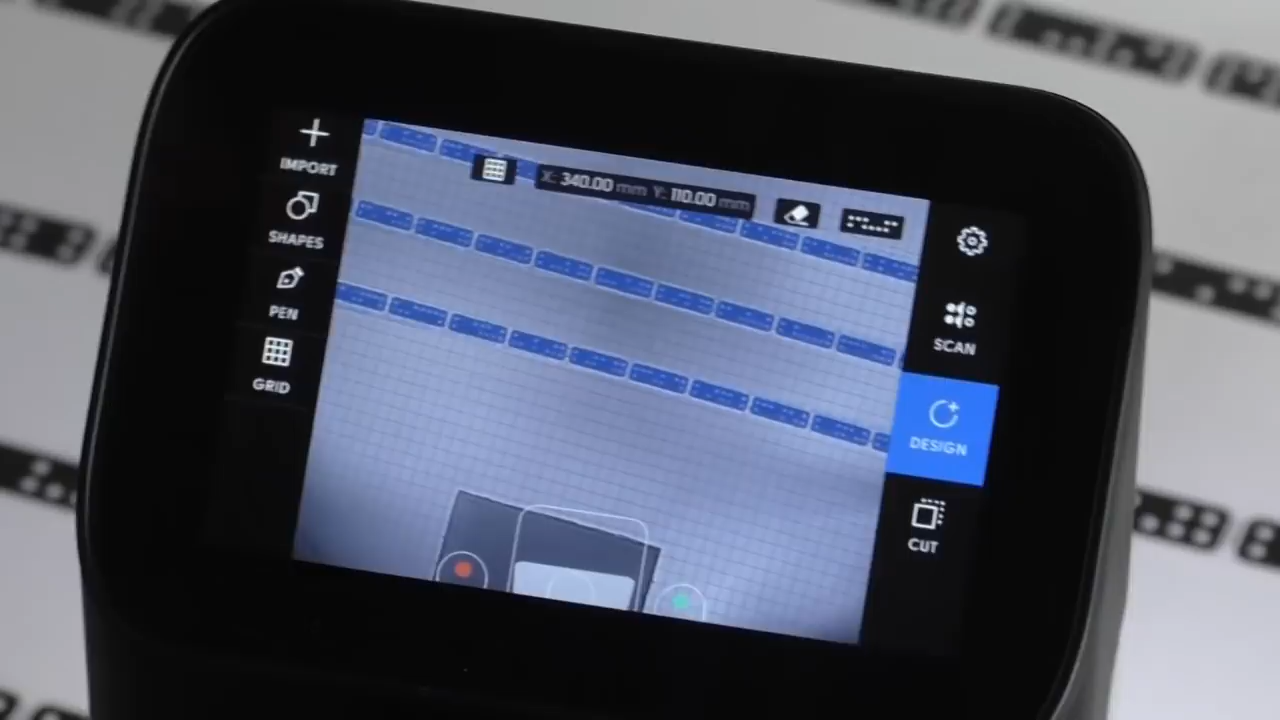 IMPORT
SHAPES
PEN
GRID
X: 340.00 mm Y: 110.00 mm
SCAN
DESIGN
CUT